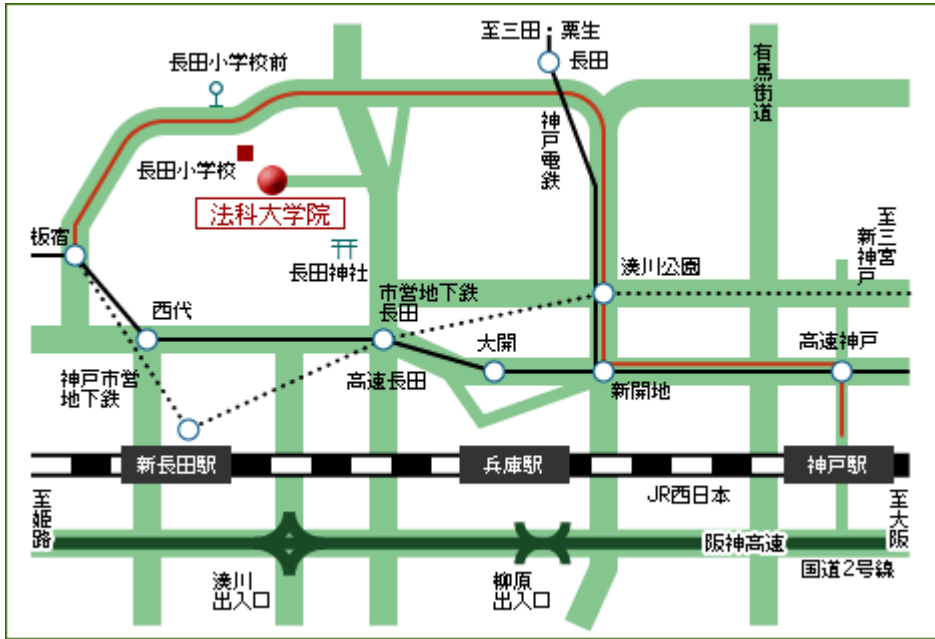 至三田・粟生
長田
長田小学校前
有馬街道
神戸電鉄
長田小学校
法科大学院
板宿
長田神社
至三宮
新神戸
湊川公園
市営地下鉄
長田
西代
大開
高速神戸
神戸市営
地下鉄
高速長田
新開地
新長田駅
兵庫駅
神戸駅
JR西日本
至姫路
至大阪
阪神高速
国道2号線
湊川
出入口
柳原
出入口